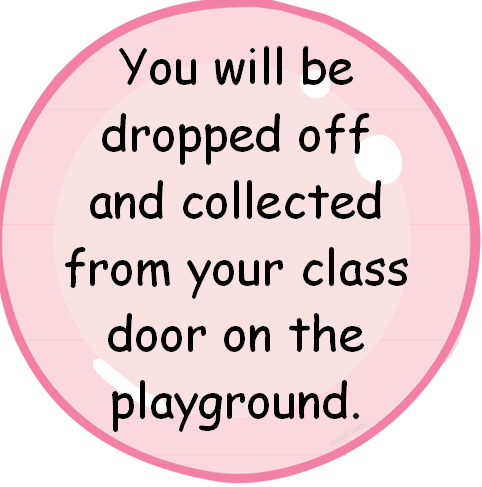 You will be
dropped off
and collected
from your class
door on the
playground.